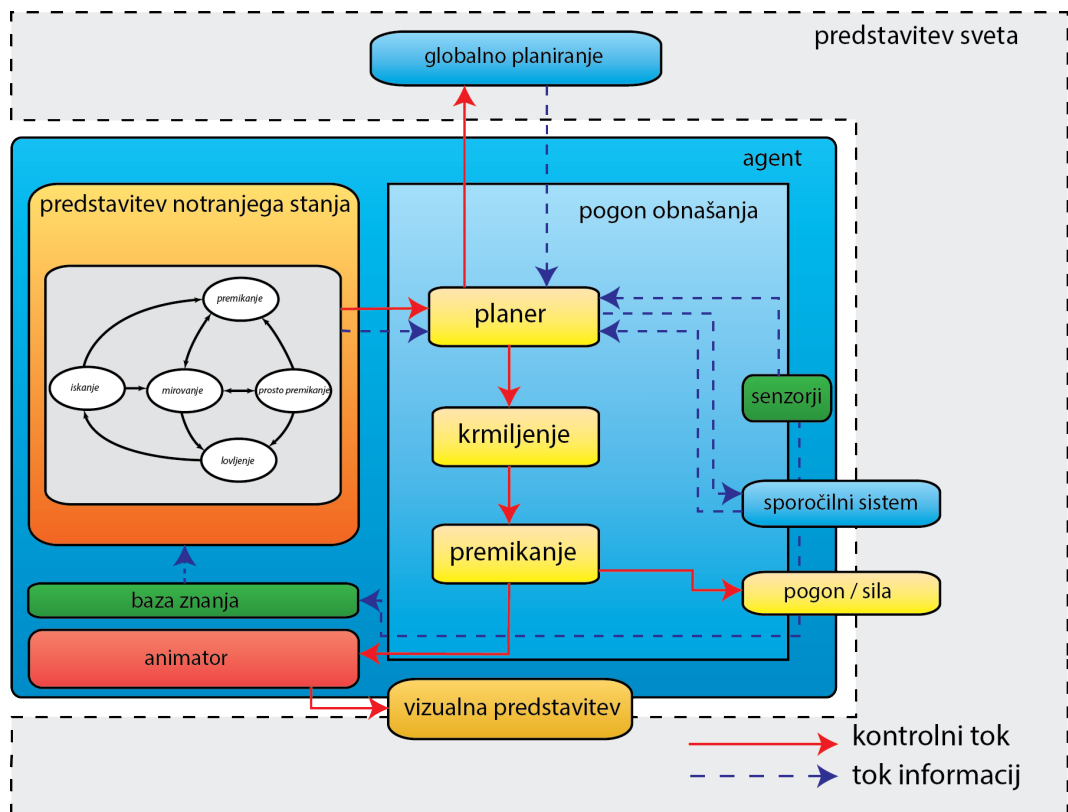 predstavitev sveta
globalno planiranje
agent
predstavitev notranjega stanja
pogon obnašanja
premikanje
iskanje
mirovanje
prosto premikanje
lovljenje
planer
senzorji
krmiljenje
sporočilni sistem
premikanje
pogon / sila
baza znanja
animator
vizualna predstavitev
kontrolni tok
tok informacij